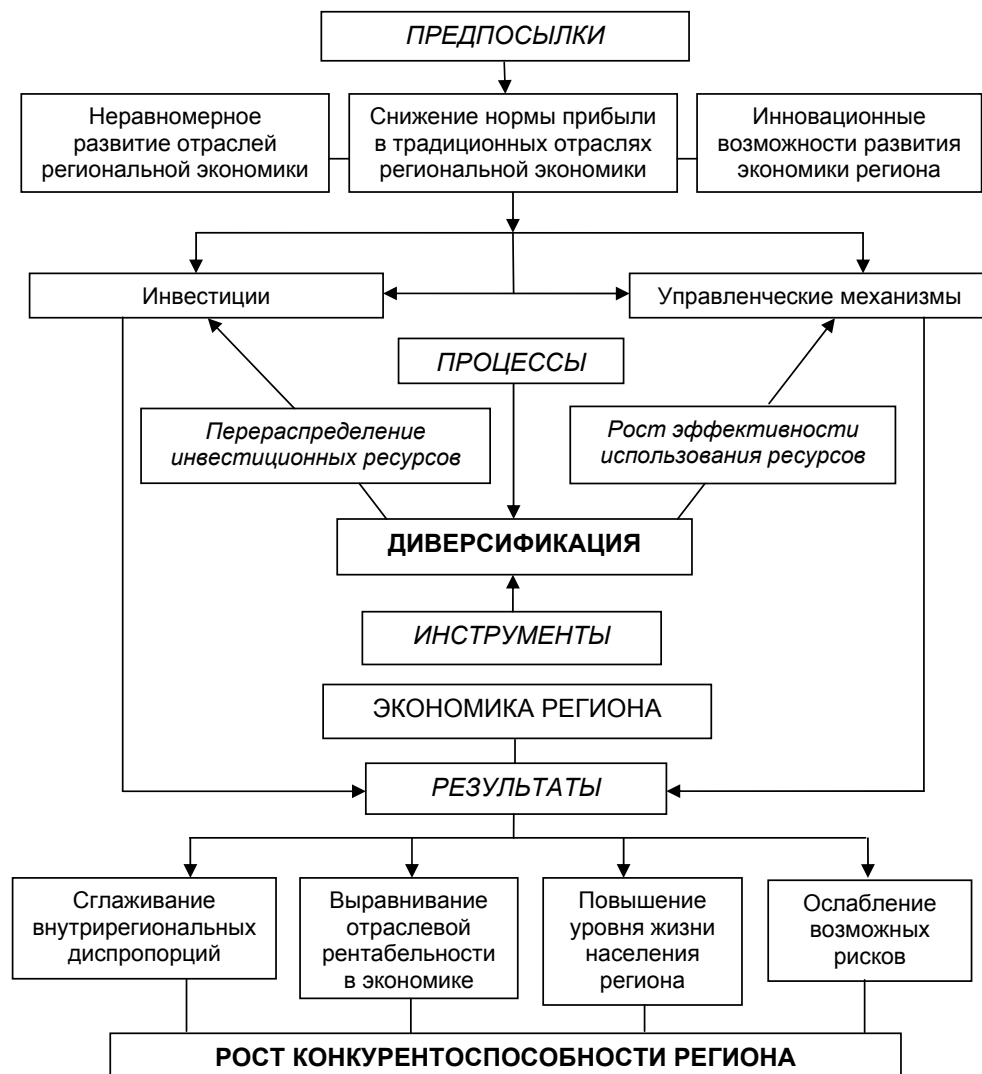 ПРЕДПОСЫЛКИ
Неравномерное
развитие отраслей
региональной экономики
Снижение нормы прибыли
в традиционных отраслях
региональной экономики
Инновационные
возможности развития
экономики региона
Инвестиции
Управленческие механизмы
ПРОЦЕССЫ
Перераспределение
инвестиционных ресурсов
Рост эффективности
использования ресурсов
ДИВЕРСИФИКАЦИЯ
ИНСТРУМЕНТЫ
ЭКОНОМИКА РЕГИОНА
РЕЗУЛЬТАТЫ
Сглаживание
внутрирегиональных
диспропорций
Выравнивание
отраслевой
рентабельности
в экономике
Повышение
уровня жизни
населения
региона
Ослабление
возможных
рисков
РОСТ КОНКУРЕНТОСПОСОБНОСТИ РЕГИОНА